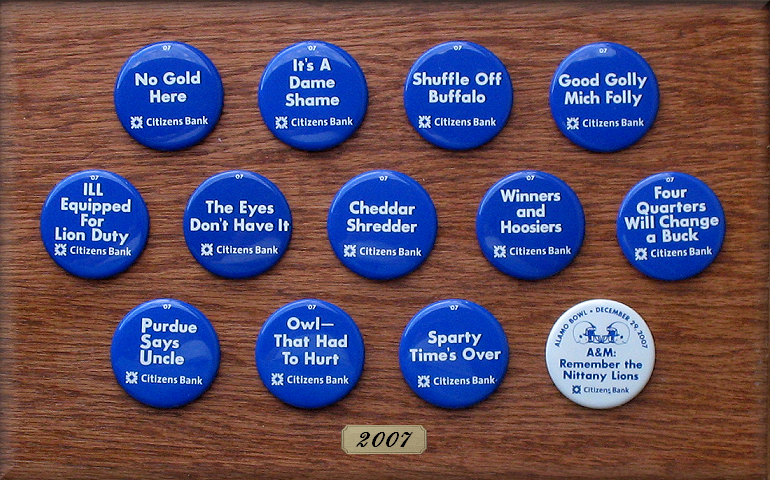 '07
No Gold
Here
Citizens Bank
'07
It's A
Dame
Shame
Citizens Bank
'07
Shuffle Off
Buffalo
Citizens Bank
'07
Good Golly
Mich Folly
Citizens Bank
'07
ILL
Equipped
For
Lion Duty
Citizens Bank
'07
The Eyes
Don't Have It
Citizens Bank
'07
Cheddar
Shredder
Citizens Bank
'07
Winners
and
Hoosiers
Citizens Bank
'07
Four
Quarters
Will Change
a Buck
Citizens Bank
'07
Purdue
Says
Uncle
Citizens Bank
'07
Owl—
That Had
To Hurt
Citizens Bank
'07
Sparty
Time's Over
Citizens Bank
ALAMO BOWL • DECEMBER 29, 2007
A&M:
Remember the
Nittany Lions
Citizens Bank
2007